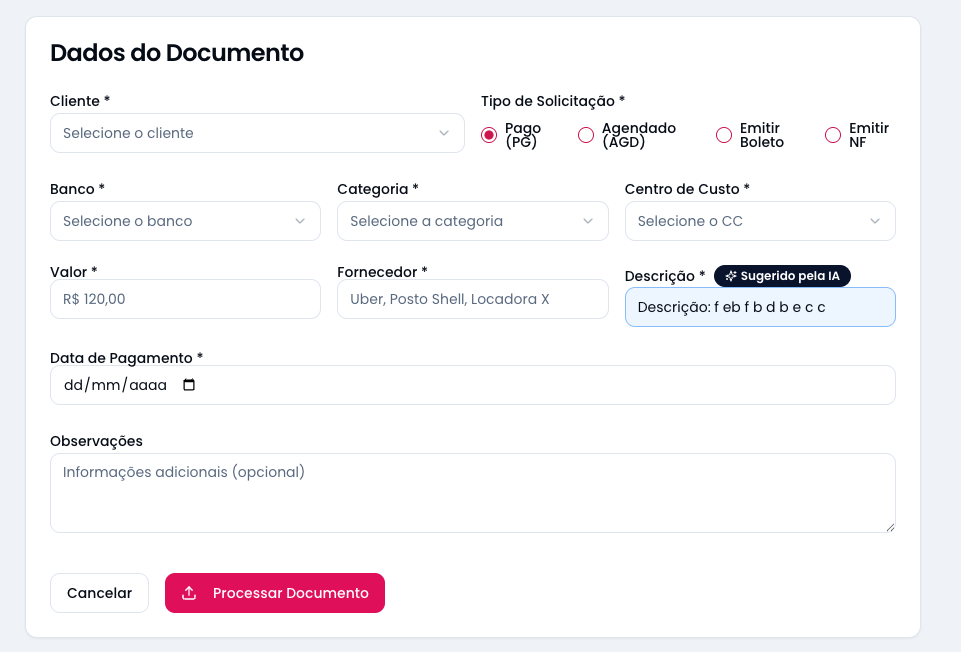 Dados do Documento
Cliente *
Selecione o cliente
Tipo de Solicitação *
Pago
(PG)
Agendado
(AGD)
Emitir
Boleto
Emitir
NF
Banco *
Selecione o banco
Categoria *
Selecione a categoria
Centro de Custo *
Selecione o CC
Valor *
R$ 120,00
Fornecedor *
Uber, Posto Shell, Locadora X
Descrição * Sugerido pela IA
Descrição: f eb f b d b e c c
Data de Pagamento *
dd/mm/aaaa
Observações
Informações adicionais (opcional)
Cancelar
Processar Documento